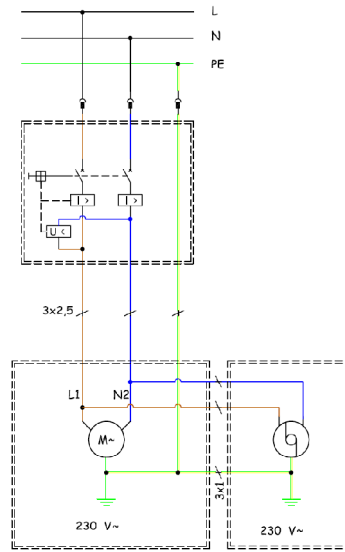 L
N
PE
I >
I >
U <
3x2,5
L1
N2
M~
3x1
230 V~
230 V~